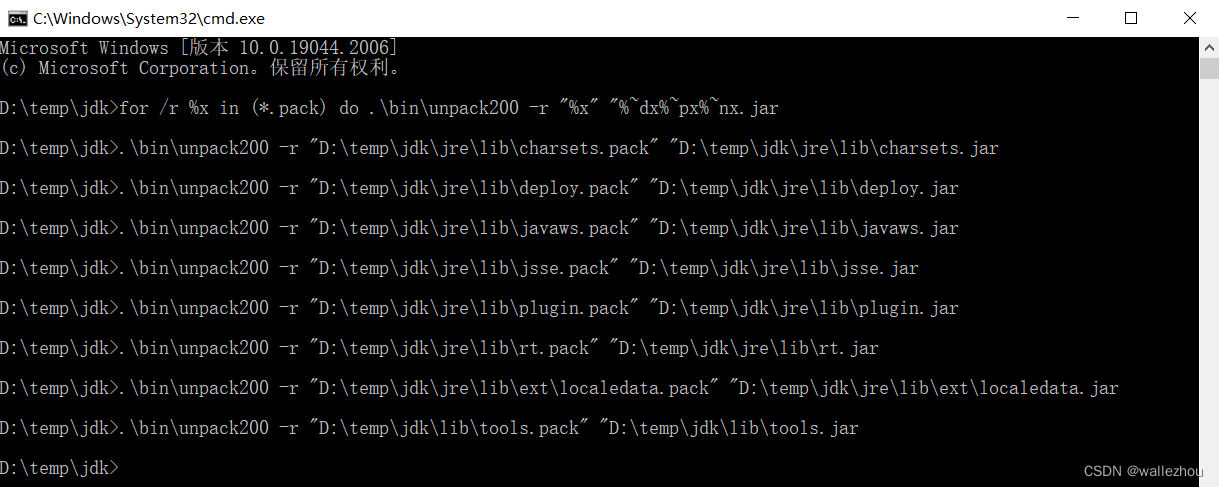 C:\Windows\System32\cmd.exe
Microsoft Windows [版本 10.0.19044.2006]
(c) Microsoft Corporation。保留所有权利。
D:\temp\jdk>for /r %x in (*.pack) do .\bin\unpack200 -r "%x" "%~dx%~px%~nx.jar
D:\temp\jdk>.\bin\unpack200 -r "D:\temp\jdk\jre\lib\charsets.pack" "D:\temp\jdk\jre\lib\charsets.jar
D:\temp\jdk>.\bin\unpack200 -r "D:\temp\jdk\jre\lib\deploy.pack" "D:\temp\jdk\jre\lib\deploy.jar
D:\temp\jdk>.\bin\unpack200 -r "D:\temp\jdk\jre\lib\javaws.pack" "D:\temp\jdk\jre\lib\javaws.jar
D:\temp\jdk>.\bin\unpack200 -r "D:\temp\jdk\jre\lib\jsse.pack" "D:\temp\jdk\jre\lib\jsse.jar
D:\temp\jdk>.\bin\unpack200 -r "D:\temp\jdk\jre\lib\plugin.pack" "D:\temp\jdk\jre\lib\plugin.jar
D:\temp\jdk>.\bin\unpack200 -r "D:\temp\jdk\jre\lib\rt.pack" "D:\temp\jdk\jre\lib\rt.jar
D:\temp\jdk>.\bin\unpack200 -r "D:\temp\jdk\jre\lib\ext\localedata.pack" "D:\temp\jdk\jre\lib\ext\localedata.jar
D:\temp\jdk>.\bin\unpack200 -r "D:\temp\jdk\lib\tools.pack" "D:\temp\jdk\lib\tools.jar
D:\temp\jdk>
CSDN @wallezhou